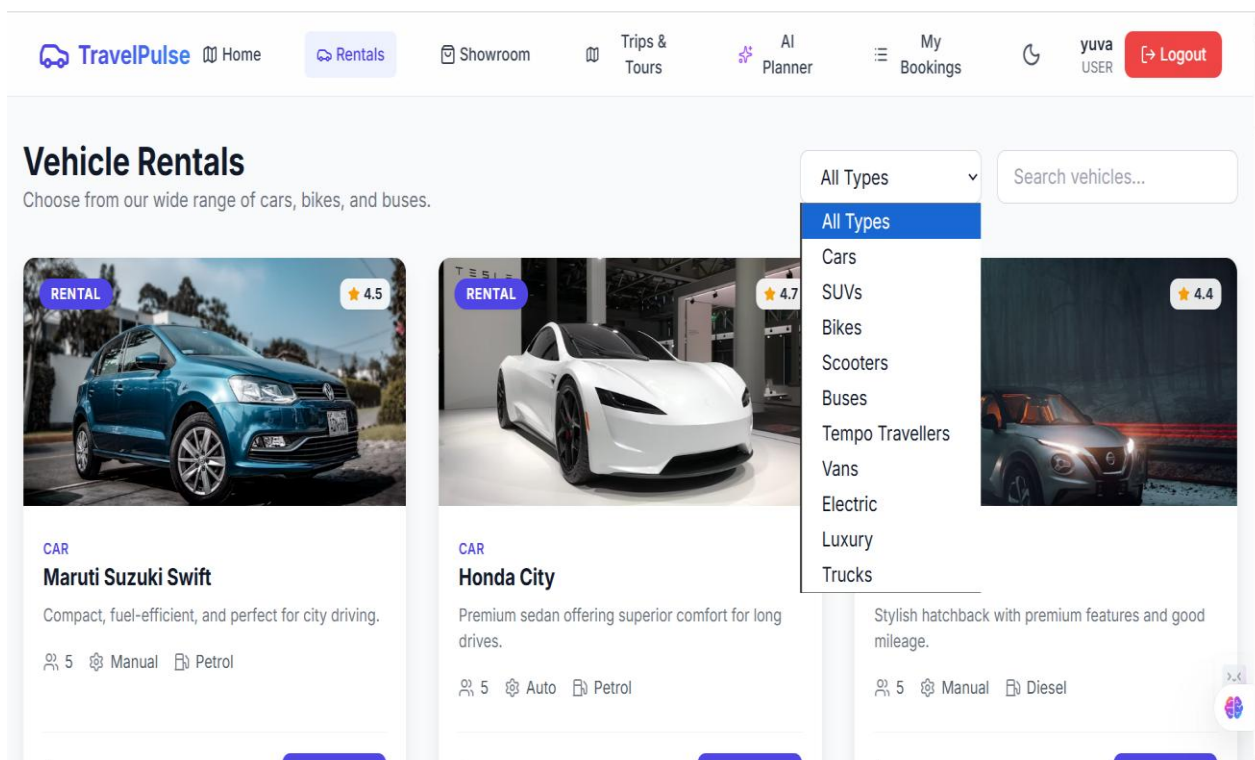 TravelPulse
Home
Rentals
Showroom
Trips &
Tours
AI
Planner
My
Bookings
yuva
USER
Logout
Vehicle Rentals
Choose from our wide range of cars, bikes, and buses.
All Types
Search vehicles...
All Types
Cars
SUVs
Bikes
Scooters
Buses
Tempo Travellers
Vans
Electric
Luxury
Trucks
RENTAL
4.5
TESLA
RENTAL
4.7
4.4
CAR
Maruti Suzuki Swift
Compact, fuel-efficient, and perfect for city driving.
5 Manual Petrol
CAR
Honda City
Premium sedan offering superior comfort for long
drives.
5 Auto Petrol
Stylish hatchback with premium features and good
mileage.
5 Manual Diesel